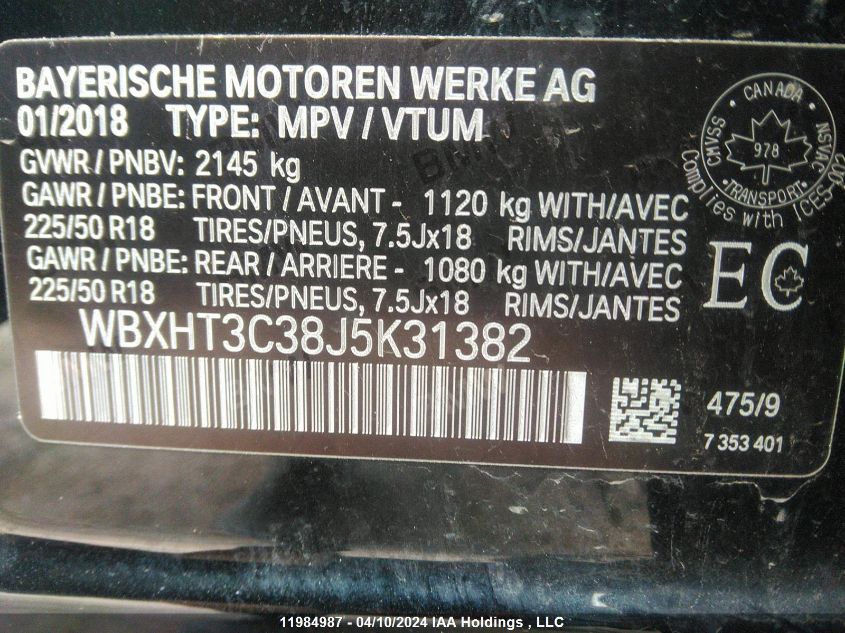 BAYERISCHE MOTOREN WERKE AG
01/2018 TYPE: MPV / VTUM
GVWR / PNBV: 2145 kg
GAWR / PNBE: FRONT / AVANT - 1120 kg WITH/AVEC
225/50 R18 TIRES/PNEUS, 7.5Jx18 RIMS/JANTES
GAWR / PNBE: REAR / ARRIERE - 1080 kg WITH/AVEC
225/50 R18 TIRES/PNEUS, 7.5Jx18 RIMS/JANTES
WBXHT3C38J5K31382
CANADA
CMVSS
NSVAC
978
TRANSPORT
Complies with ICES-002
EC
475/9
7 353 401
11984987 - 04/10/2024 IAA Holdings , LLC